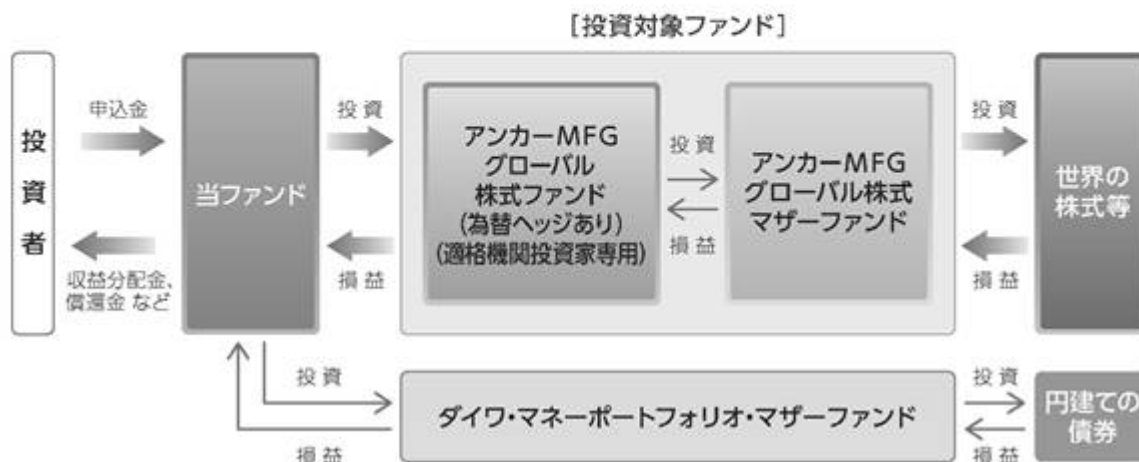 [投資対象ファンド]
投資者
申込金
収益分配金、
償還金 など
当ファンド
投資
損益
アンカーMFG
グローバル
株式ファンド
(為替ヘッジあり)
(適格機関投資家専用)
投資
損益
アンカーMFG
グローバル株式
マザーファンド
投資
損益
世界の
株式等
投資
損益
ダイワ・マネーポートフォリオ・マザーファンド
投資
損益
円建ての
債券